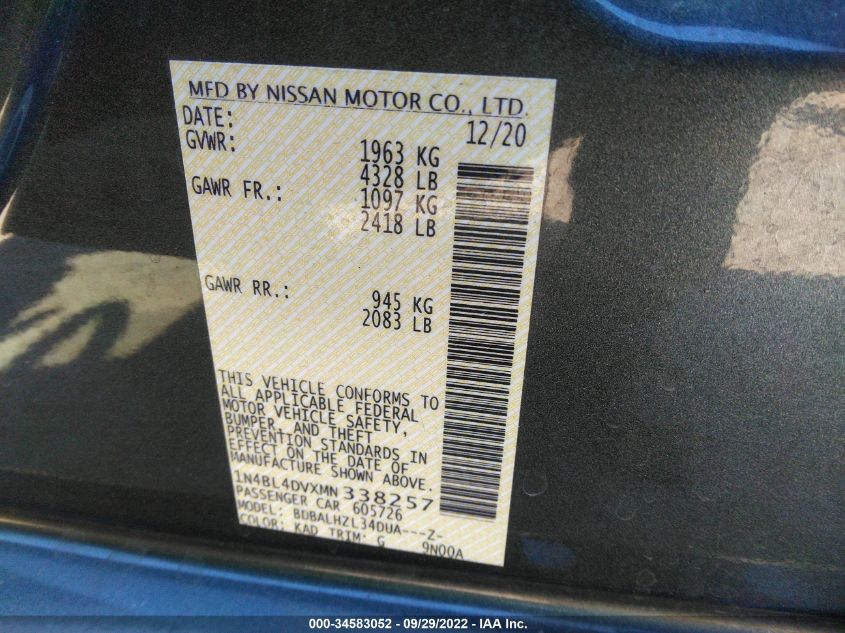 MFD BY NISSAN MOTOR CO., LTD.
DATE: 12/20
GVWR: 1963 KG
4328 LB
GAWR FR.: 1097 KG
2418 LB
GAWR RR.: 945 KG
2083 LB
THIS VEHICLE CONFORMS TO
ALL APPLICABLE FEDERAL
MOTOR VEHICLE SAFETY,
BUMPER, AND THEFT
PREVENTION STANDARDS IN
EFFECT ON THE DATE OF
MANUFACTURE SHOWN ABOVE.
1N4BL4DVXMN338257
PASSENGER CAR 605726
MODEL: BDBALHZL34DUA---Z-
COLOR: KAD TRIM: G 9N00A
000-34583052 / 09/29/2022 - IAA Inc.